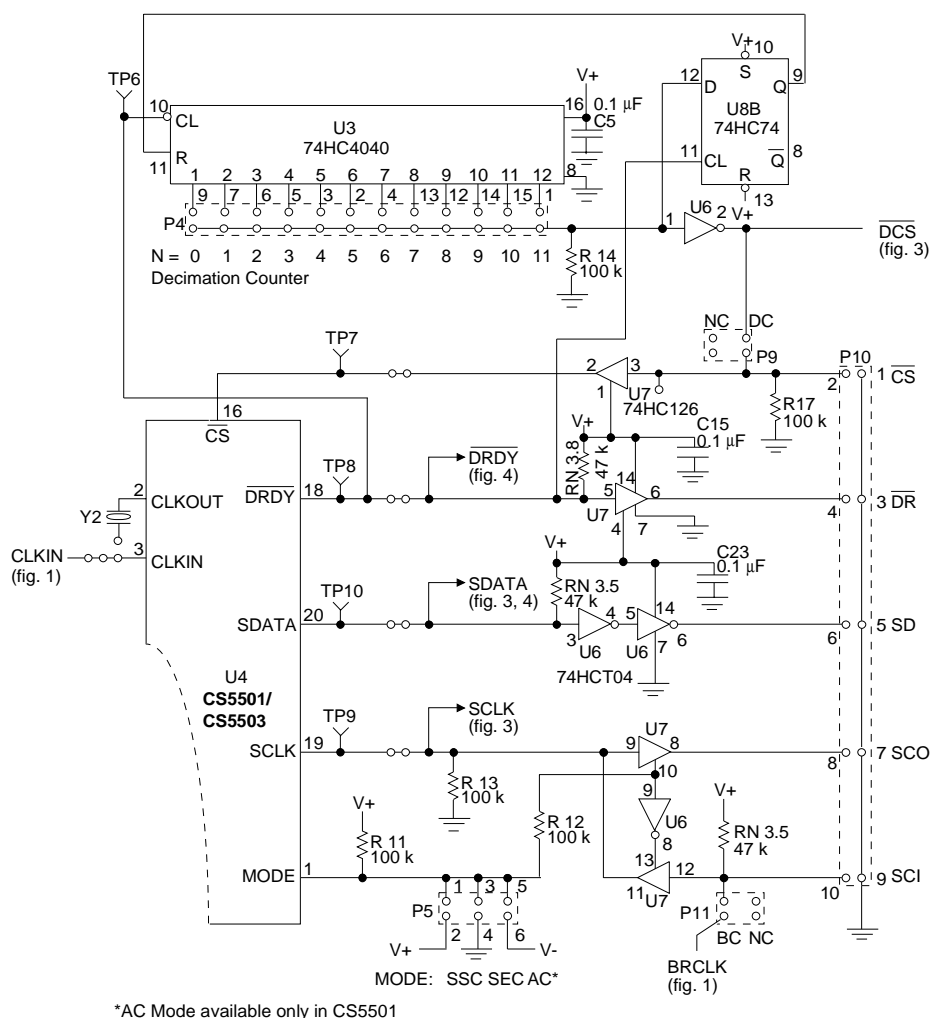 V+
10
TP6
12
D
S
Q
9
V+
10
CL
16
0.1 µF
U8B
U3
C5
74HC74
74HC4040
11
CL
Q
8
11
R
8
1 2 3 4 5 6 7 8 9 10 11 12
R
9 7 6 5 3 2 4 13 12 14 15 1
13
U6
V+
P4
1
2
DCS
(fig. 3)
R 14
100 k
N = 0 1 2 3 4 5 6 7 8 9 10 11
Decimation Counter
NC DC
TP7
P9
P10
2
3
1 CS
2
U7
1
74HC126
R17
100 k
16
CS
V+
C15
0.1 µF
RN 3.8
47 k
DRDY
(fig. 4)
TP8
14
2
CLKOUT
DRDY
18
5
6
3 DR
4
Y2
U7
7
4
3
CLKIN
(fig. 1)
CLKIN
V+
C23
0.1 µF
TP10
SDATA
(fig. 3, 4)
RN 3.5
47 k
14
SDATA
20
4
5
5 SD
3
6
6
U6
U6
7
74HCT04
U4
CS5501/
CS5503
TP9
SCLK
(fig. 3)
U7
SCLK
19
9
8
7 SCO
8
10
R 13
100 k
9
V+
V+
R 12
100 k
U6
R 11
100 k
8
RN 3.5
47 k
MODE
1
13
12
9 SCI
11
U7
10
1 3 5
P5
P11
V+
2 4 6
V-
BC NC
MODE: SSC SEC AC*
BRCLK
(fig. 1)
*AC Mode available only in CS5501